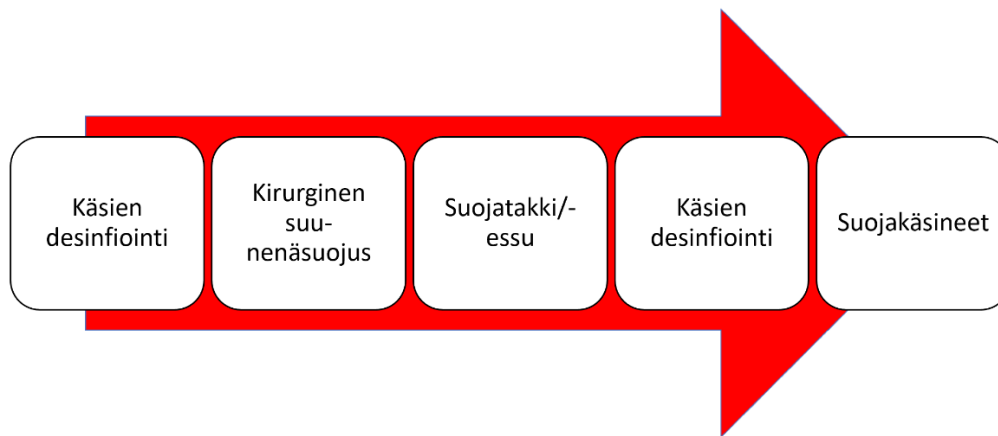 Käsien
desinfiointi
Kirurginen
suu-
nenäsuojus
Suojatakki/-
essu
Käsien
desinfiointi
Suojakäsineet